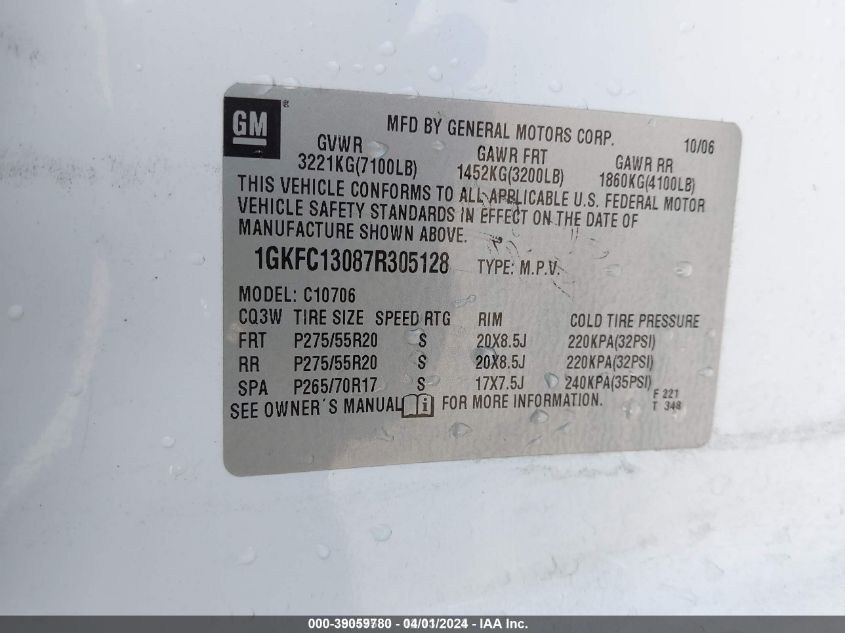 GM ®
MFD BY GENERAL MOTORS CORP. 10/06
GVWR GAWR FRT GAWR RR
3221KG(7100LB) 1452KG(3200LB) 1860KG(4100LB)
THIS VEHICLE CONFORMS TO ALL APPLICABLE U.S. FEDERAL MOTOR
VEHICLE SAFETY STANDARDS IN EFFECT ON THE DATE OF
MANUFACTURE SHOWN ABOVE.
1GKFC13087R305128 TYPE: M.P.V.
MODEL: C10706
CQ3W TIRE SIZE SPEED RTG RIM COLD TIRE PRESSURE
FRT P275/55R20 S 20X8.5J 220KPA(32PSI)
RR P275/55R20 S 20X8.5J 220KPA(32PSI)
SPA P265/70R17 S 17X7.5J 240KPA(35PSI)
SEE OWNER'S MANUAL i FOR MORE INFORMATION.
F 221
T 348
000-39059780 - 04/01/2024 - IAA Inc.